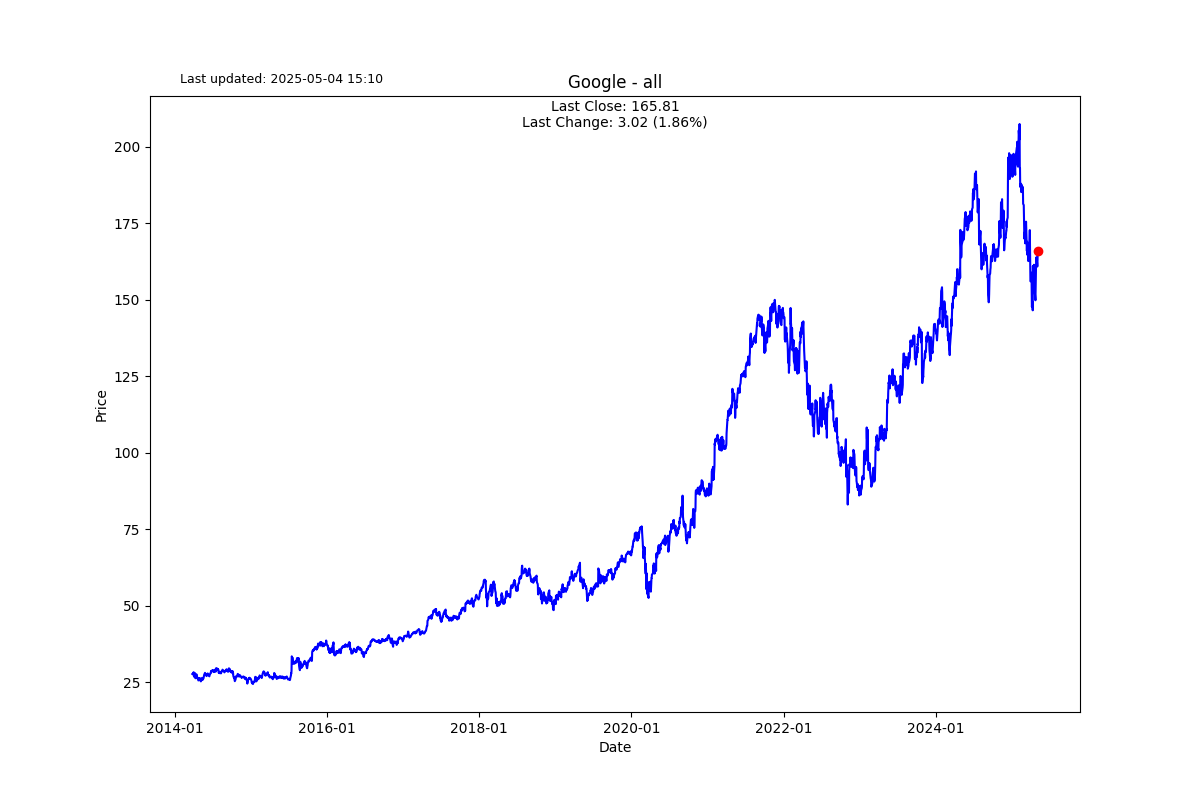 Last updated: 2025-05-04 15:10
Google - all
Last Close: 165.81
Last Change: 3.02 (1.86%)
200
175
150
125
100
75
50
25
Price
2014-01
2016-01
2018-01
2020-01
2022-01
2024-01
Date